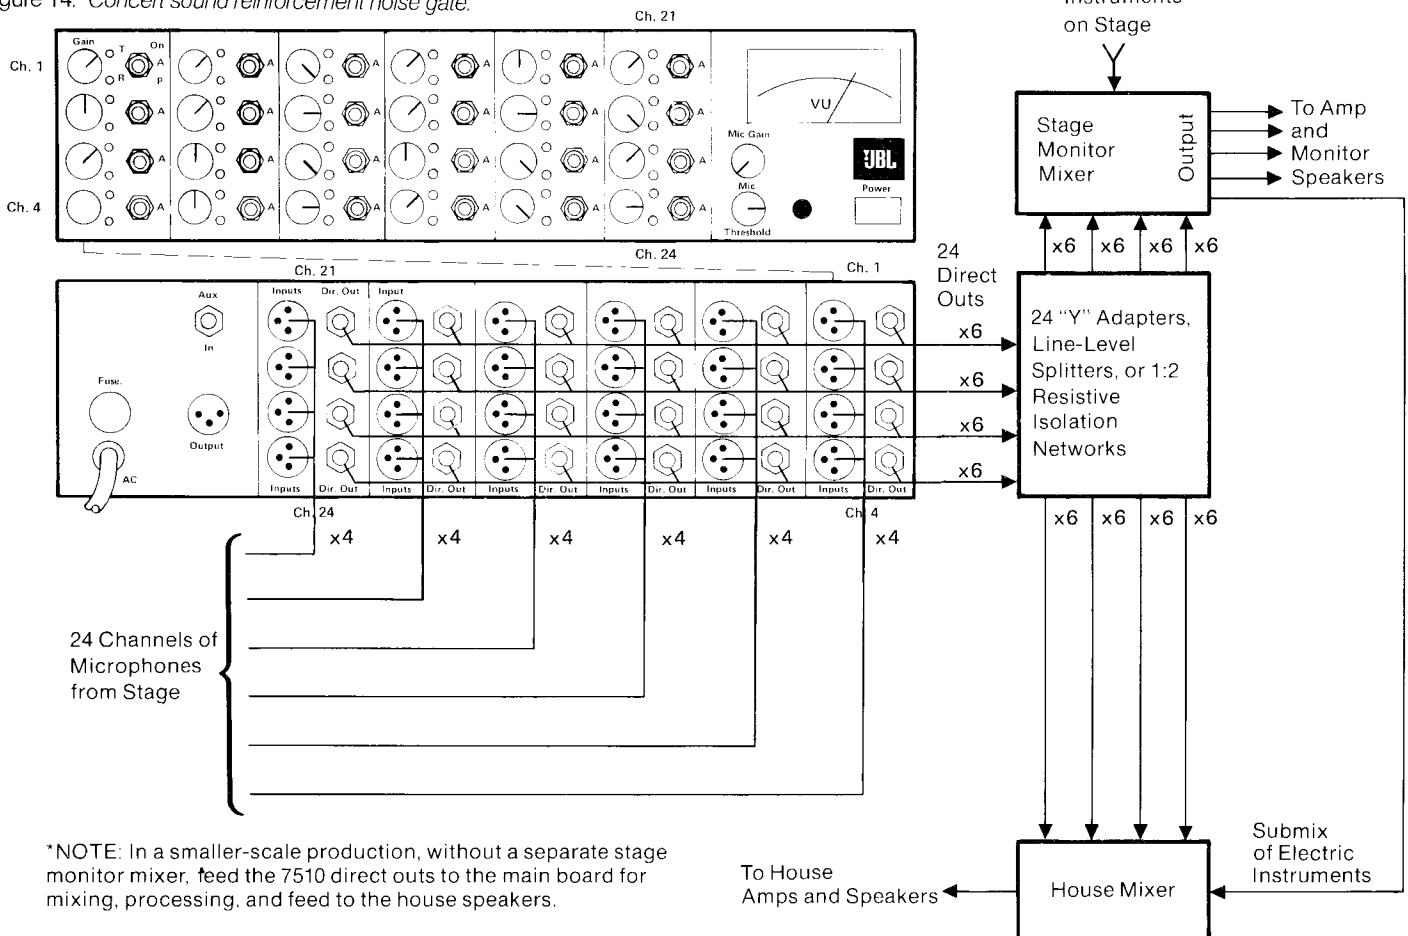 gure 14. Concert sound reinforcement noise gate.
Ch. 21
Instruments
on Stage
Gain
T
On
A
R
P
Ch. 1
A A A A A
A A A A A A
A A A A A A
Ch. 4
A A A A A A
VU
Mic Gain
Mic
Threshold
JBL
Power
Ch. 24
Stage
Monitor
Mixer
Output
To Amp
and
Monitor
Speakers
x6 x6 x6 x6
Ch. 21
Ch. 1
24
Direct
Outs
Aux
In
Inputs
Dir. Out
Input
Fuse.
Output
AC
x6
x6
x6
x6
24 "Y" Adapters,
Line-Level
Splitters, or 1:2
Resistive
Isolation
Networks
Inputs Dir. Out Inputs Dir. Out Inputs Dir. Out Inputs Dir. Out Inputs Dir. Out Inputs Dir. Out
Ch. 24
Ch 4
x4 x4 x4 x4 x4 x4
x6 x6 x6 x6
24 Channels of
Microphones
from Stage
*NOTE: In a smaller-scale production, without a separate stage
monitor mixer, feed the 7510 direct outs to the main board for
mixing, processing, and feed to the house speakers.
To House
Amps and Speakers
House Mixer
Submix
of Electric
Instruments